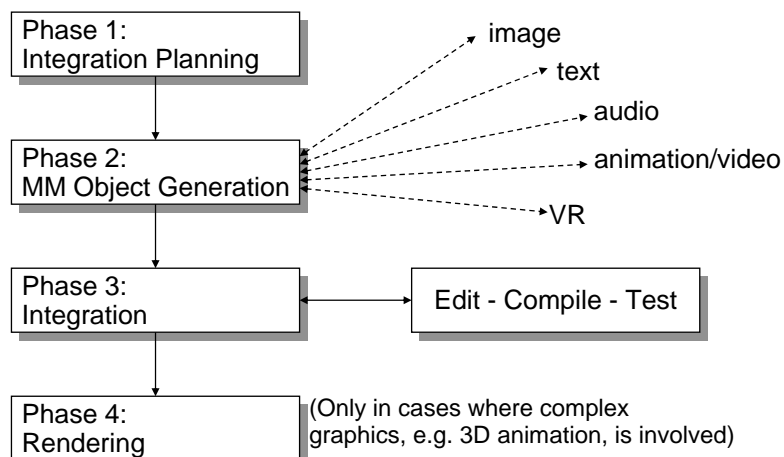 Phase 1:
Integration Planning
image
text
audio
animation/video
VR
Phase 2:
MM Object Generation
Phase 3:
Integration
Edit - Compile - Test
Phase 4:
Rendering
(Only in cases where complex
graphics, e.g. 3D animation, is involved)